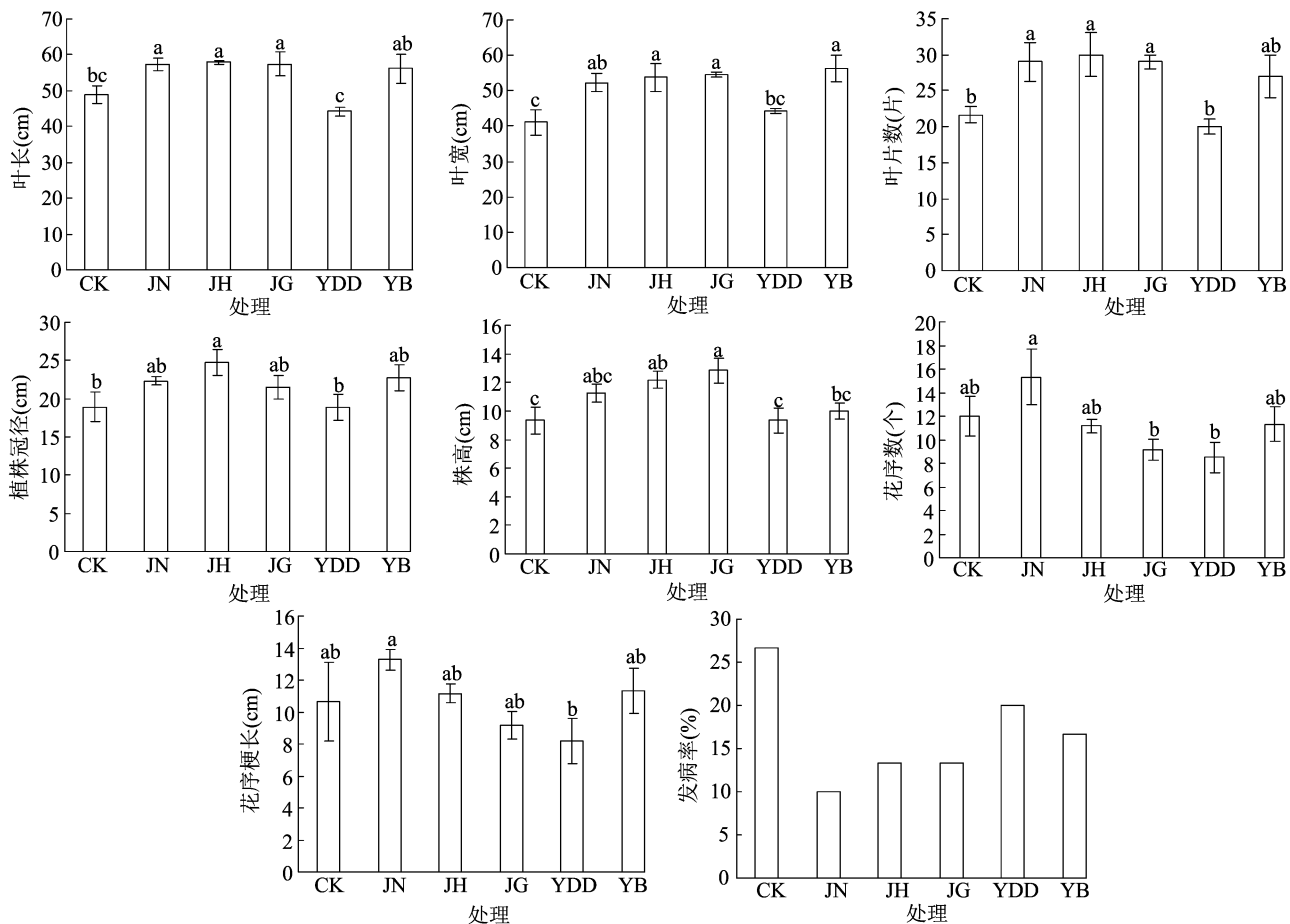 叶长(cm)
70
60
50
40
30
20
10
0
bc
a
a
a
c
ab
CK JN JH JG YDD YB
处理
叶宽(cm)
70
60
50
40
30
20
10
0
c
ab
a
a
bc
a
CK JN JH JG YDD YB
处理
叶片数(片)
35
30
25
20
15
10
5
0
b
a
a
a
b
ab
CK JN JH JG YDD YB
处理
植株冠径(cm)
30
25
20
15
10
5
0
b
ab
a
ab
b
ab
CK JN JH JG YDD YB
处理
株高(cm)
16
14
12
10
8
6
4
2
0
c
abc
ab
a
c
bc
CK JN JH JG YDD YB
处理
花序数(个)
20
18
16
14
12
10
8
6
4
2
0
ab
a
ab
b
b
ab
CK JN JH JG YDD YB
处理
花序梗长(cm)
16
14
12
10
8
6
4
2
0
ab
a
ab
ab
b
ab
CK JN JH JG YDD YB
处理
发病率(%)
30
25
20
15
10
5
0
CK JN JH JG YDD YB
处理